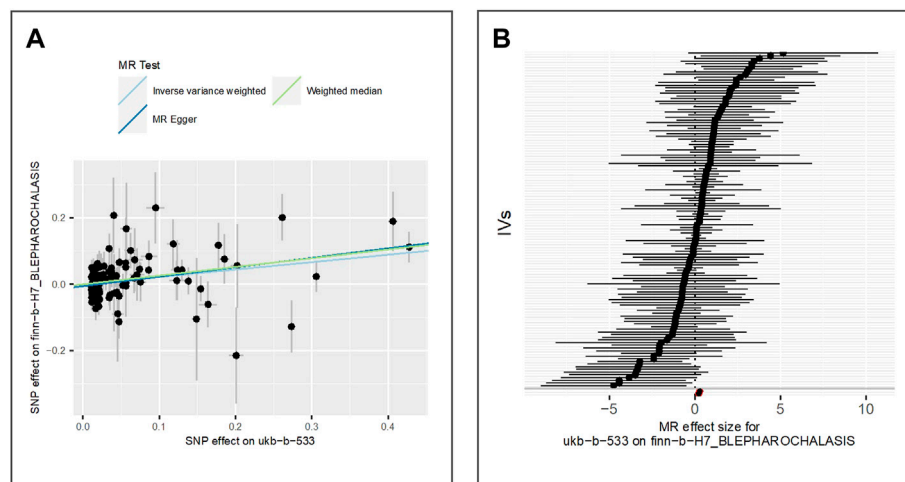 A
MR Test
Inverse variance weighted
Weighted median
MR Egger
SNP effect on finn-b-H7_BLEPHAROCHALASIS
0.2
0.0
−0.2
0.0
0.1
0.2
0.3
0.4
SNP effect on ukb-b-533
B
IVs
−5
0
5
10
MR effect size for
ukb-b-533 on finn-b-H7_BLEPHAROCHALASIS